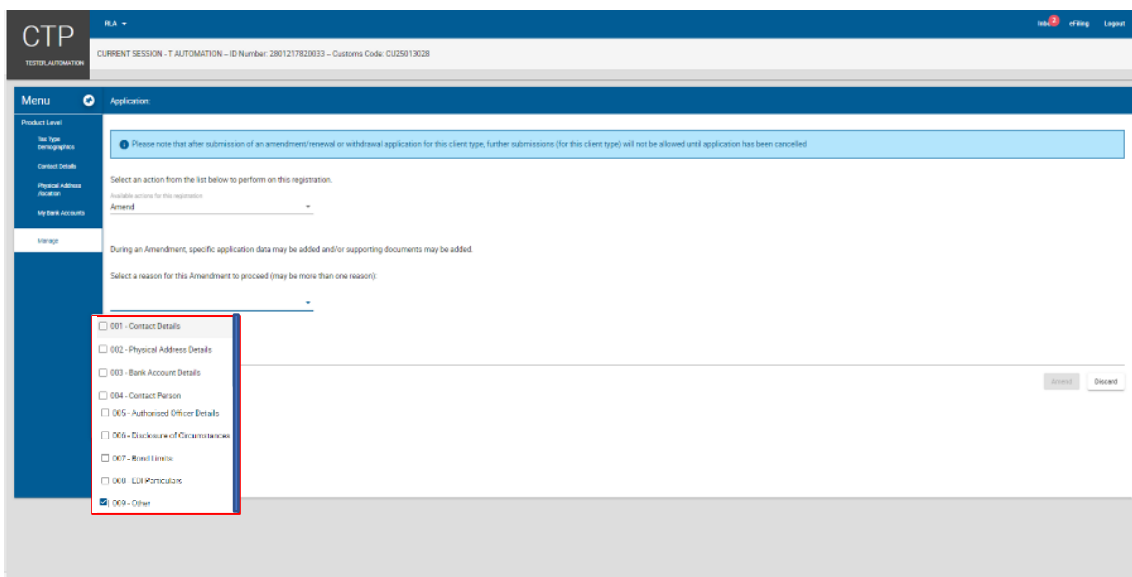 CTP
TESTER, AUTOMATION
RLA
Inbox 2
eFiling
Logout
CURRENT SESSION - T AUTOMATION – ID Number: 2801217820033 – Customs Code: CU25013028
Menu
Application:
Product Level
Tax Type
Demographics
Contact Details
Physical Address
/location
My Bank Accounts
Manage
Please note that after submission of an amendment/renewal or withdrawal application for this client type, further submissions (for this client type) will not be allowed until application has been cancelled
Select an action from the list below to perform on this registration.
Available actions for this registration
Amend
During an Amendment, specific application data may be added and/or supporting documents may be added.
Select a reason for this Amendment to proceed (may be more than one reason):
001 - Contact Details
002 - Physical Address Details
003 - Bank Account Details
004 - Contact Person
005 - Authorised Officer Details
006 - Disclosure of Circumstances
007 - Bond Limits
008 - EDI Particulars
009 - Other
Amend
Discard